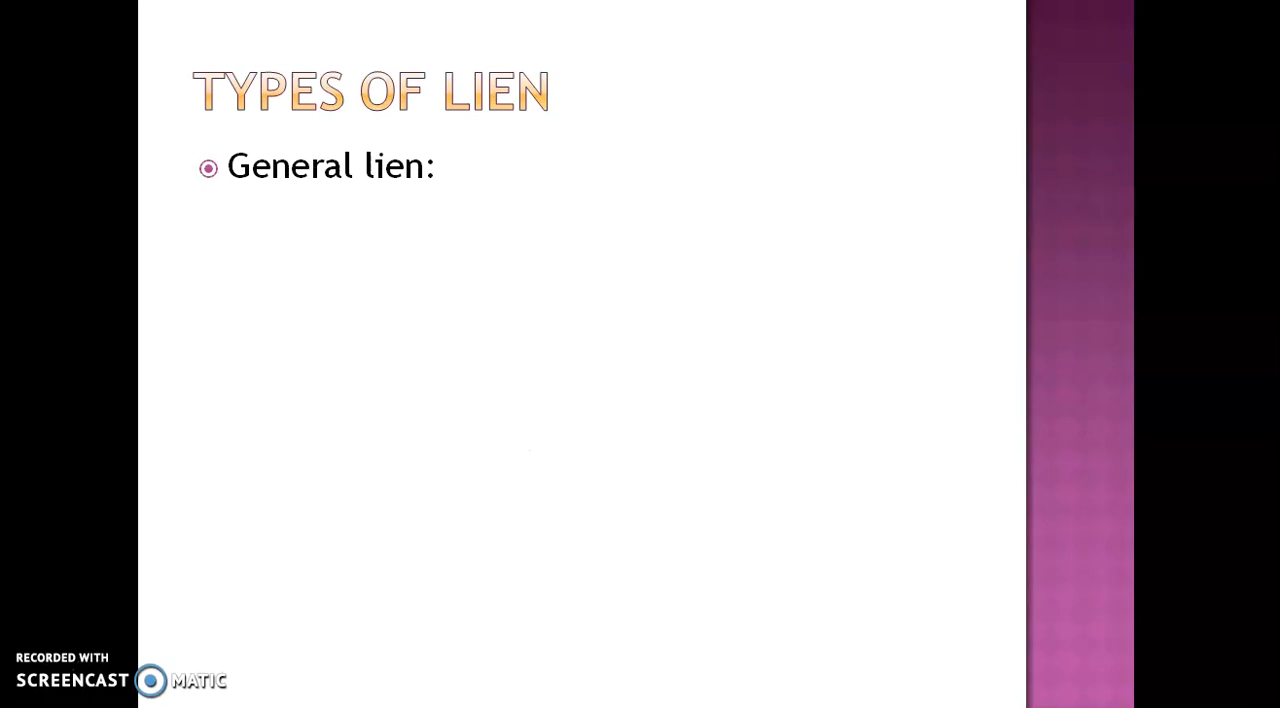 TYPES OF LIEN
General lien:
RECORDED WITH
SCREENCAST MATIC